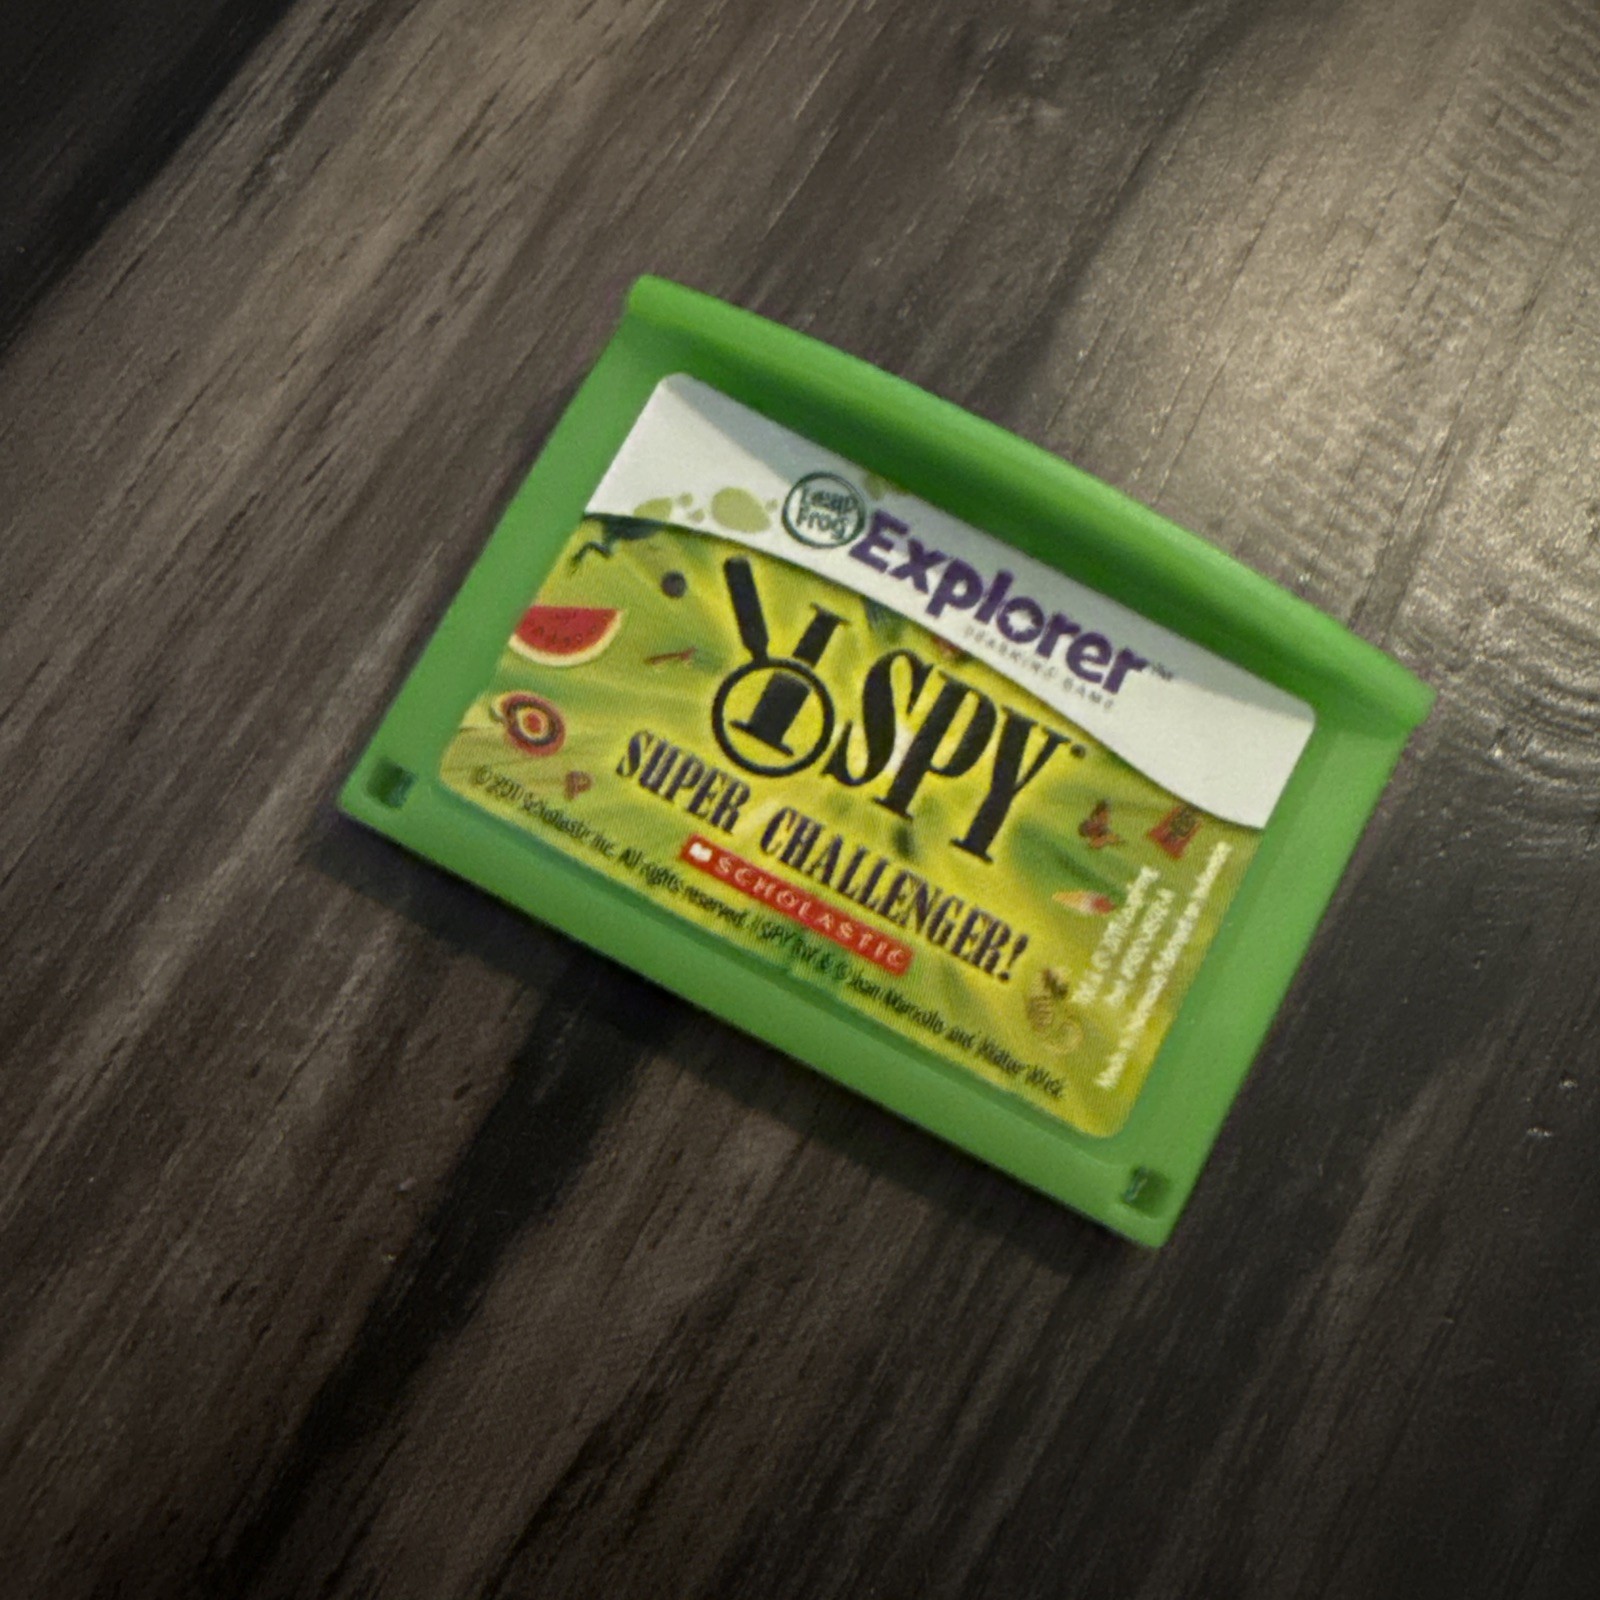 Leap
Frog
Explorer™
LEARNING GAME
I SPY
SUPER CHALLENGER!
SCHOLASTIC
© 2011 Scholastic Inc. All rights reserved. I SPY TM & © Jean Marzollo and Walter Wick.